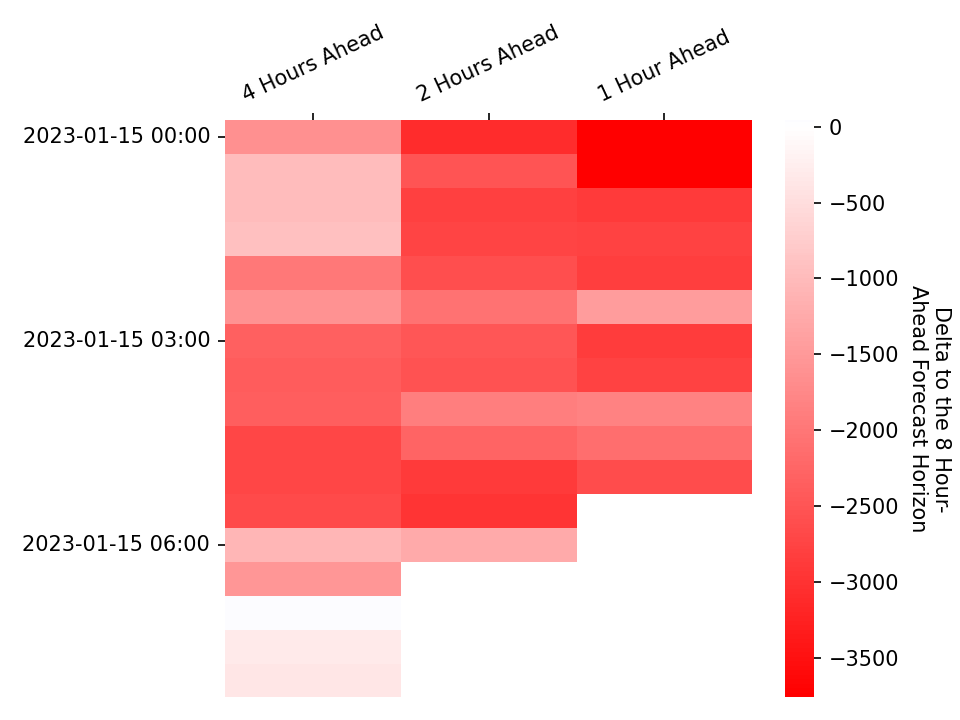 4 Hours Ahead
2 Hours Ahead
1 Hour Ahead
2023-01-15 00:00
2023-01-15 03:00
2023-01-15 06:00
0
−500
−1000
−1500
−2000
−2500
−3000
−3500
Delta to the 8 Hour-
Ahead Forecast Horizon